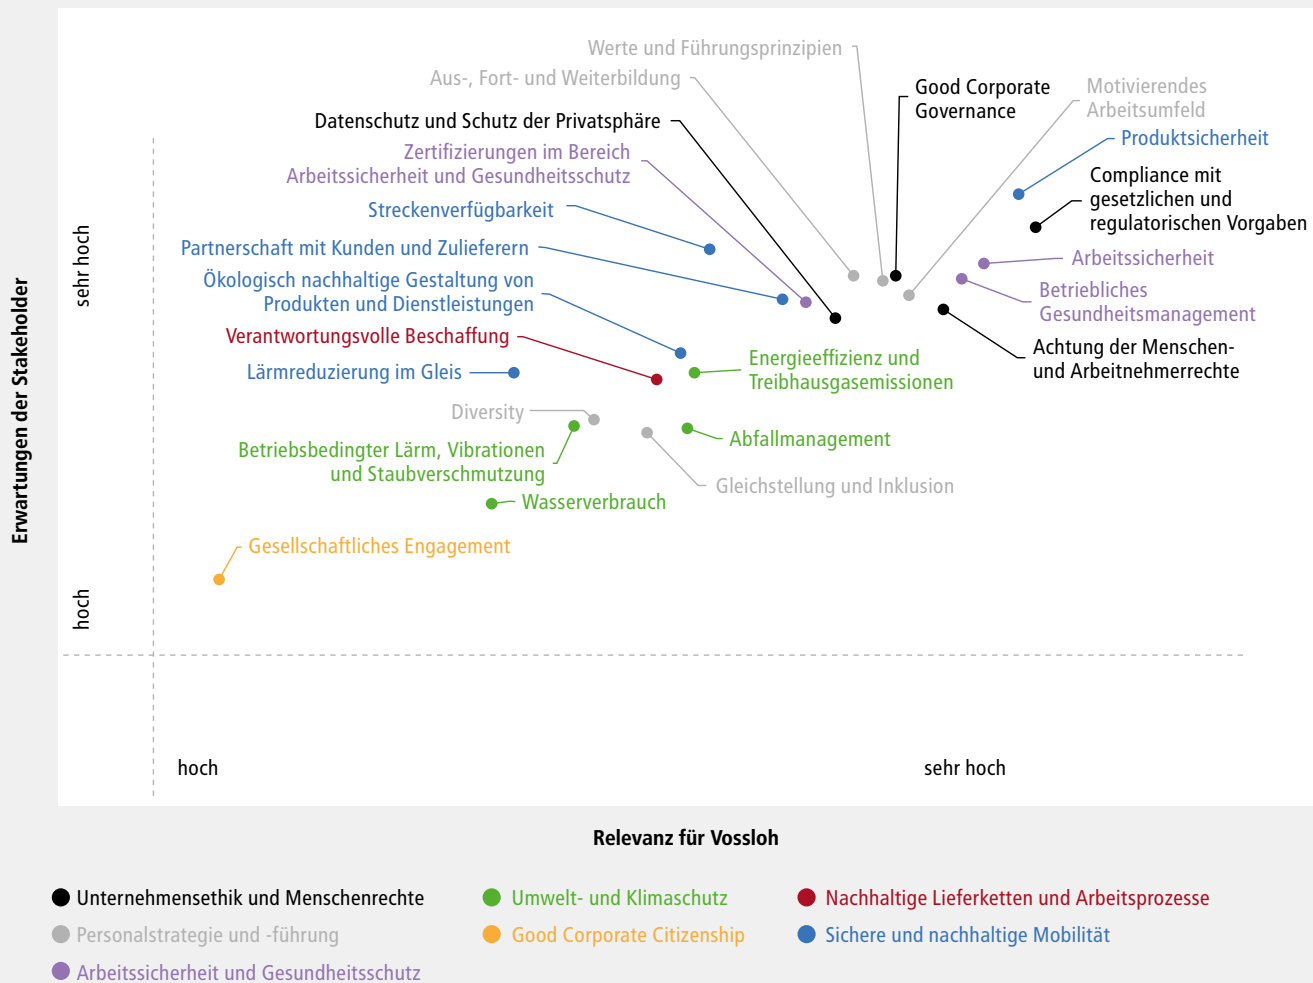 Werte und Führungsprinzipien
Aus-, Fort- und Weiterbildung
Good Corporate
Governance
Motivierendes
Arbeitsumfeld
Datenschutz und Schutz der Privatsphäre
Produktsicherheit
Zertifizierungen im Bereich
Arbeitssicherheit und Gesundheitsschutz
Compliance mit
gesetzlichen und
regulatorischen Vorgaben
Streckenverfügbarkeit
Partnerschaft mit Kunden und Zulieferern
Arbeitssicherheit
Ökologisch nachhaltige Gestaltung von
Produkten und Dienstleistungen
Betriebliches
Gesundheitsmanagement
Verantwortungsvolle Beschaffung
Achtung der Menschen-
und Arbeitnehmerrechte
Lärmreduzierung im Gleis
Energieeffizienz und
Treibhausgasemissionen
Diversity
Abfallmanagement
Betriebsbedingter Lärm, Vibrationen
und Staubverschmutzung
Gleichstellung und Inklusion
Wasserverbrauch
Gesellschaftliches Engagement
Erwartungen der Stakeholder
sehr hoch
hoch
hoch
sehr hoch
Relevanz für Vossloh
Unternehmensethik und Menschenrechte
Personalstrategie und -führung
Arbeitssicherheit und Gesundheitsschutz
Umwelt- und Klimaschutz
Good Corporate Citizenship
Nachhaltige Lieferketten und Arbeitsprozesse
Sichere und nachhaltige Mobilität